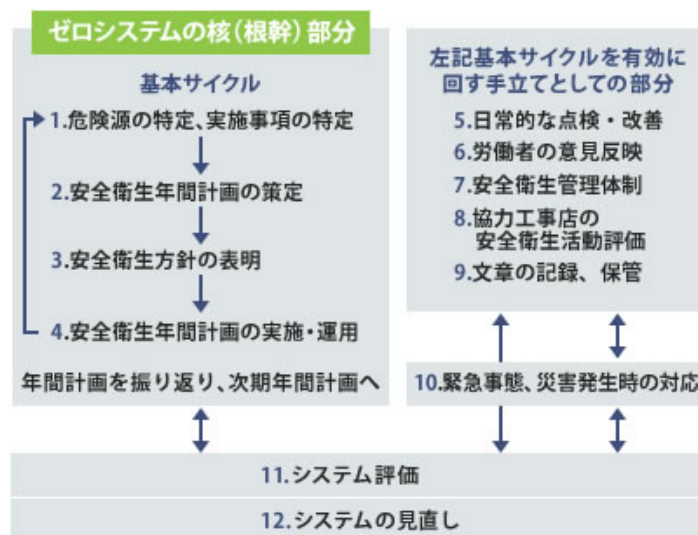 ゼロシステムの核（根幹）部分
基本サイクル
1.危険源の特定、実施事項の特定
2.安全衛生年間計画の策定
3.安全衛生方針の表明
4.安全衛生年間計画の実施・運用
年間計画を振り返り、次期年間計画へ
左記基本サイクルを有効に
回す手立てとしての部分
5.日常的な点検・改善
6.労働者の意見反映
7.安全衛生管理体制
8.協力工事店の
安全衛生活動評価
9.文章の記録、保管
10.緊急事態、災害発生時の対応
11.システム評価
12.システムの見直し